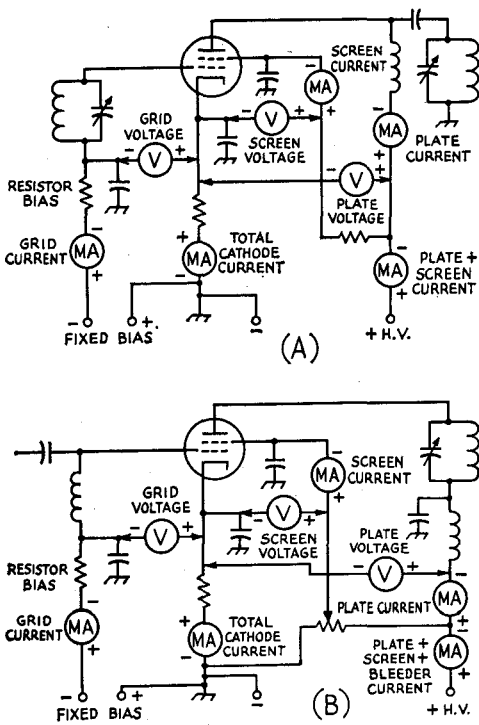 SCREEN
CURRENT
MA
- +
GRID
VOLTAGE
- V +
- V +
SCREEN
VOLTAGE
- MA +
PLATE
CURRENT
- V +
PLATE
VOLTAGE
RESISTOR
BIAS
GRID
CURRENT
- MA +
+ MA -
TOTAL
CATHODE
CURRENT
- MA +
PLATE +
SCREEN
CURRENT
- +
FIXED BIAS
-
(A)
+ H.V.
- MA +
SCREEN
CURRENT
GRID
VOLTAGE
- V +
- V +
SCREEN
VOLTAGE
PLATE
VOLTAGE
- V +
RESISTOR
BIAS
GRID
CURRENT
- MA +
+ MA -
TOTAL
CATHODE
CURRENT
PLATE CURRENT
- MA +
- MA +
PLATE +
SCREEN +
BLEEDER
CURRENT
- +
FIXED BIAS
-
(B)
+ H.V.